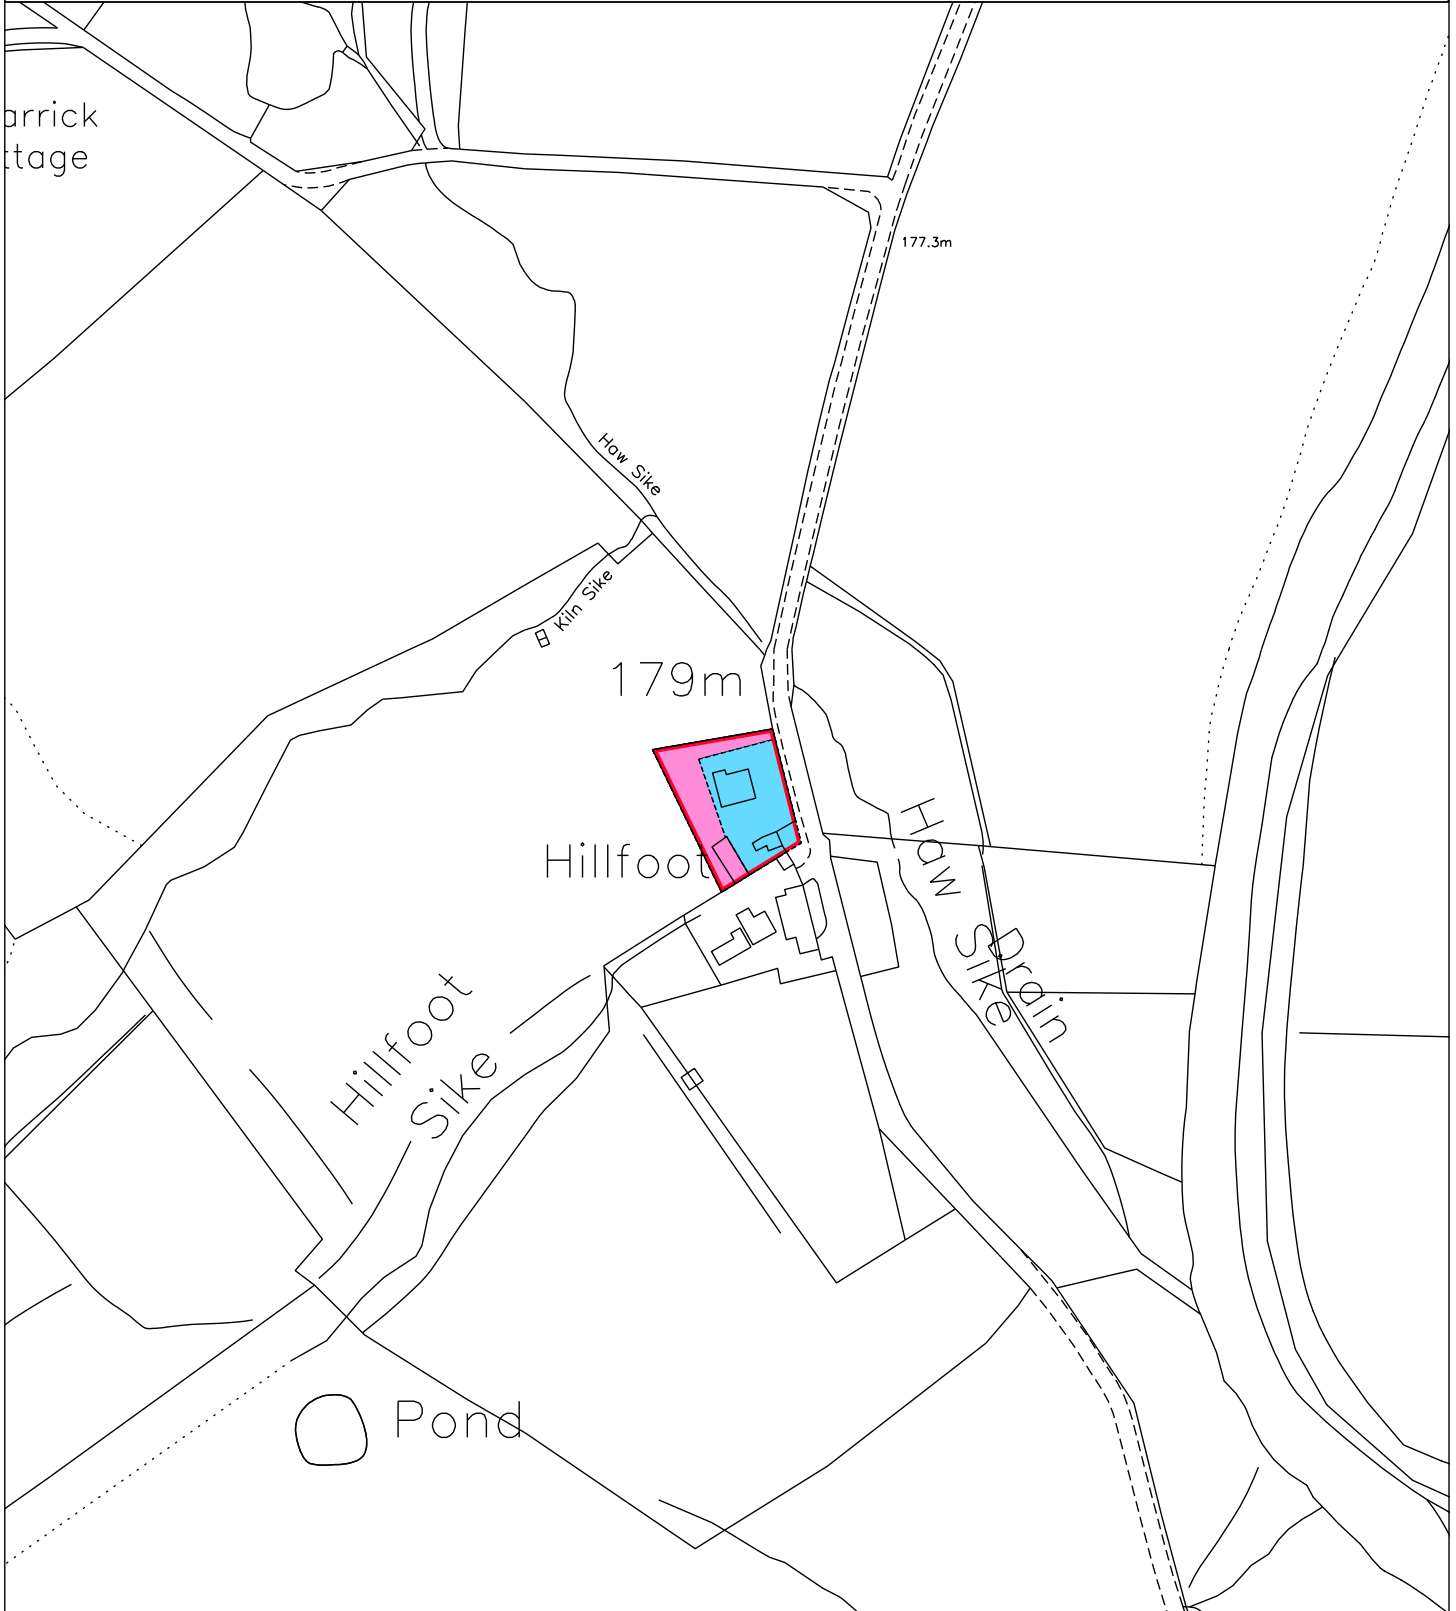 arrick
ttage
177.3m
Haw Sike
Kiln Sike
179m
Hillfoot
Haw Sike
Drain
Hillfoot
Sike
Pond